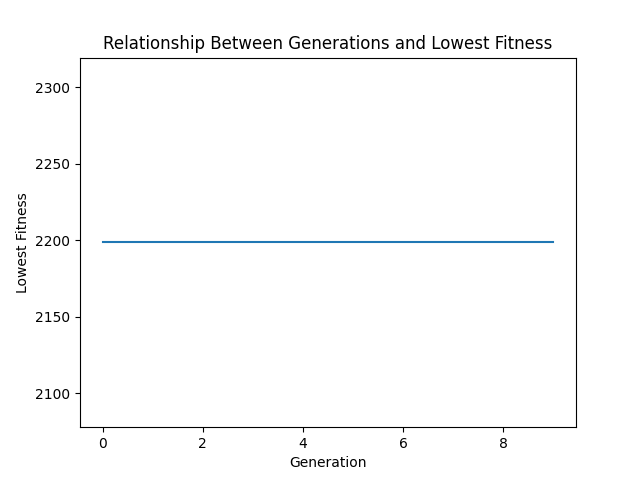 Relationship Between Generations and Lowest Fitness
2300
2250
2200
2150
2100
Lowest Fitness
0 2 4 6 8
Generation